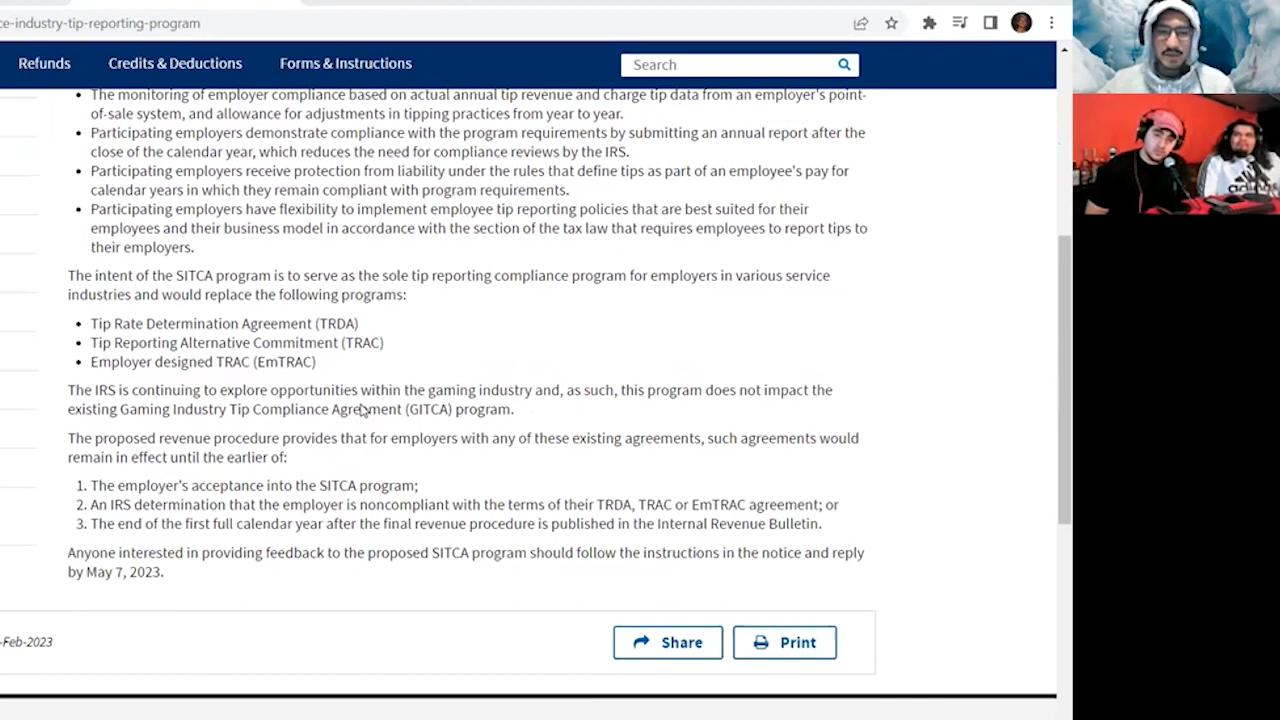 ce-industry-tip-reporting-program
Refunds
Credits & Deductions
Forms & Instructions
Search
The monitoring of employer compliance based on actual annual tip revenue and charge tip data from an employer's point-
of-sale system, and allowance for adjustments in tipping practices from year to year.
Participating employers demonstrate compliance with the program requirements by submitting an annual report after the
close of the calendar year, which reduces the need for compliance reviews by the IRS.
Participating employers receive protection from liability under the rules that define tips as part of an employee's pay for
calendar years in which they remain compliant with program requirements.
Participating employers have flexibility to implement employee tip reporting policies that are best suited for their
employees and their business model in accordance with the section of the tax law that requires employees to report tips to
their employers.
The intent of the SITCA program is to serve as the sole tip reporting compliance program for employers in various service
industries and would replace the following programs:
Tip Rate Determination Agreement (TRDA)
Tip Reporting Alternative Commitment (TRAC)
Employer designed TRAC (EmTRAC)
The IRS is continuing to explore opportunities within the gaming industry and, as such, this program does not impact the
existing Gaming Industry Tip Compliance Agreement (GITCA) program.
The proposed revenue procedure provides that for employers with any of these existing agreements, such agreements would
remain in effect until the earlier of:
1. The employer's acceptance into the SITCA program;
2. An IRS determination that the employer is noncompliant with the terms of their TRDA, TRAC or EmTRAC agreement; or
3. The end of the first full calendar year after the final revenue procedure is published in the Internal Revenue Bulletin.
Anyone interested in providing feedback to the proposed SITCA program should follow the instructions in the notice and reply
by May 7, 2023.
-Feb-2023
Share
Print
adidas